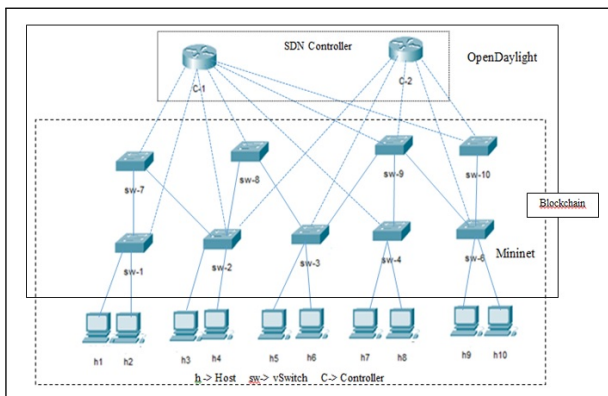 SDN Controller
OpenDaylight
C-1
C-2
sw-7
sw-8
sw-9
sw-10
Blockchain
Mininet
sw-1
sw-2
sw-3
sw-4
sw-6
h1 h2 h3 h4 h5 h6 h7 h8 h9 h10
h -> Host sw-> vSwitch C-> Controller